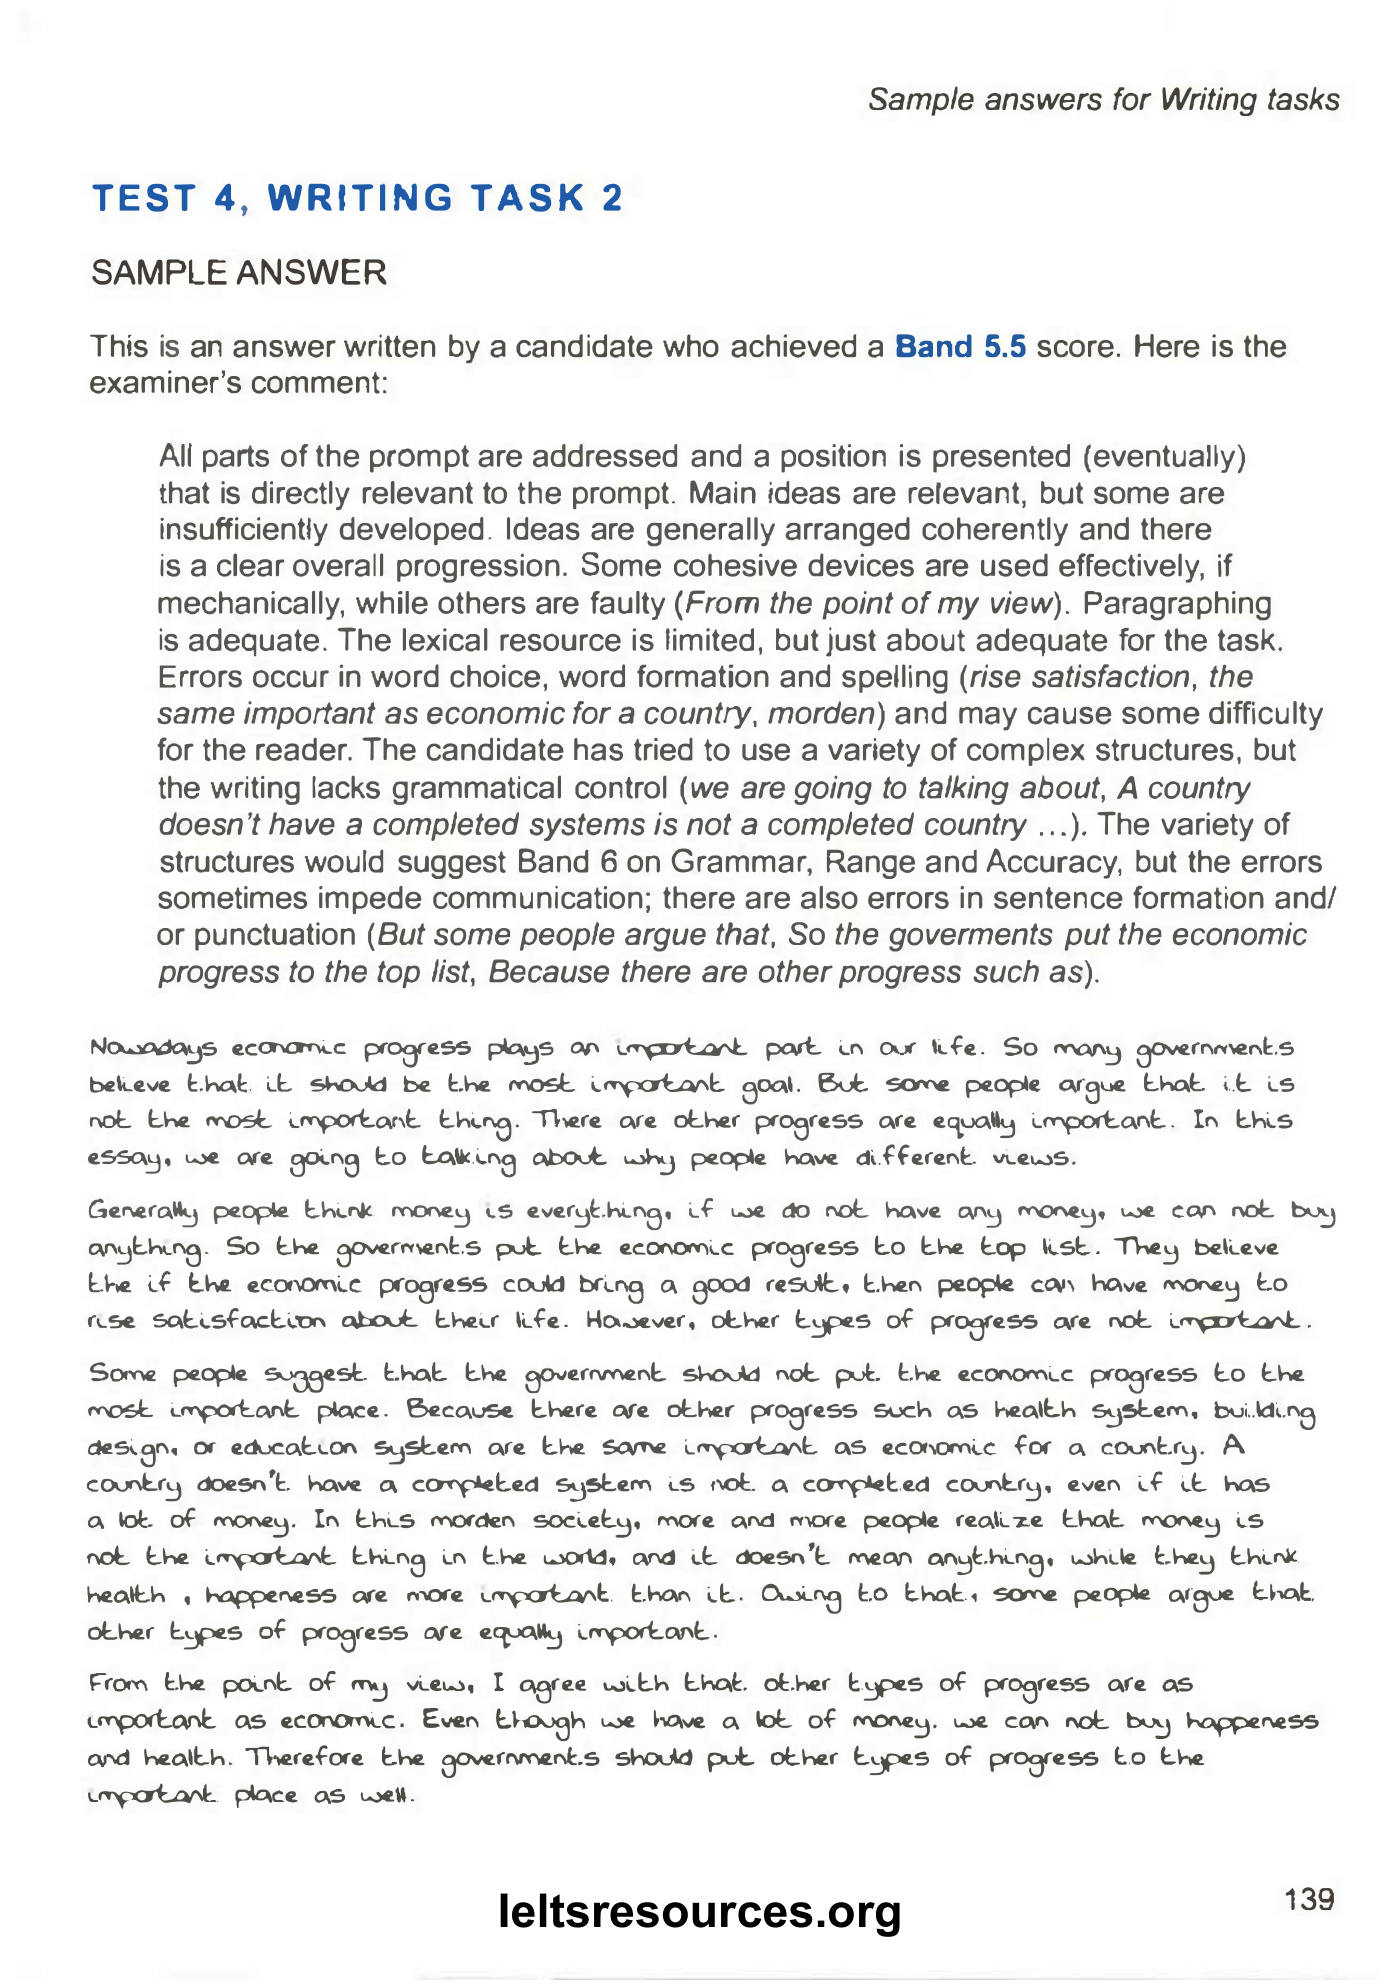 Sample answers for Writing tasks
TEST 4, WRITING TASK 2
SAMPLE ANSWER
This is an answer written by a candidate who achieved a Band 5.5 score. Here is the
examiner's comment:
All parts of the prompt are addressed and a position is presented (eventually)
that is directly relevant to the prompt. Main ideas are relevant, but some are
insufficiently developed. Ideas are generally arranged coherently and there
is a clear overall progression. Some cohesive devices are used effectively, if
mechanically, while others are faulty (From the point of my view). Paragraphing
is adequate. The lexical resource is limited, but just about adequate for the task.
Errors occur in word choice, word formation and spelling (rise satisfaction, the
same important as economic for a country, morden) and may cause some difficulty
for the reader. The candidate has tried to use a variety of complex structures, but
the writing lacks grammatical control (we are going to talking about, A country
doesn't have a completed systems is not a completed country ...). The variety of
structures would suggest Band 6 on Grammar, Range and Accuracy, but the errors
sometimes impede communication; there are also errors in sentence formation and/
or punctuation (But some people argue that, So the goverments put the economic
progress to the top list, Because there are other progress such as).
Nowadays economic progress plays an important part in our life. So many governments
believe that it should be the most important goal. But some people argue that it is
not the most important thing. There are other progress are equally important. In this
essay, we are going to talking about why people have different views.
Generally people think money is everything, if we do not have any money, we can not buy
anything. So the goverments put the economic progress to the top list. They believe
the if the economic progress could bring a good result, then people can have money to
rise satisfaction about their life. However, other types of progress are not important.
Some people suggest that the government should not put the economic progress to the
most important place. Because there are other progress such as health system, building
design, or education system are the same important as economic for a country. A
country doesn't have a completed system is not a completed country, even if it has
a lot of money. In this morden society, more and more people realize that money is
not the important thing in the world, and it doesn't mean anything, while they think
health , happeness are more important than it. Owing to that, some people argue that
other types of progress are equally important.
From the point of my view, I agree with that other types of progress are as
important as economic. Even though we have a lot of money. we can not buy happeness
and health. Therefore the governments should put other types of progress to the
important place as well.
Ieltsresources.org
139